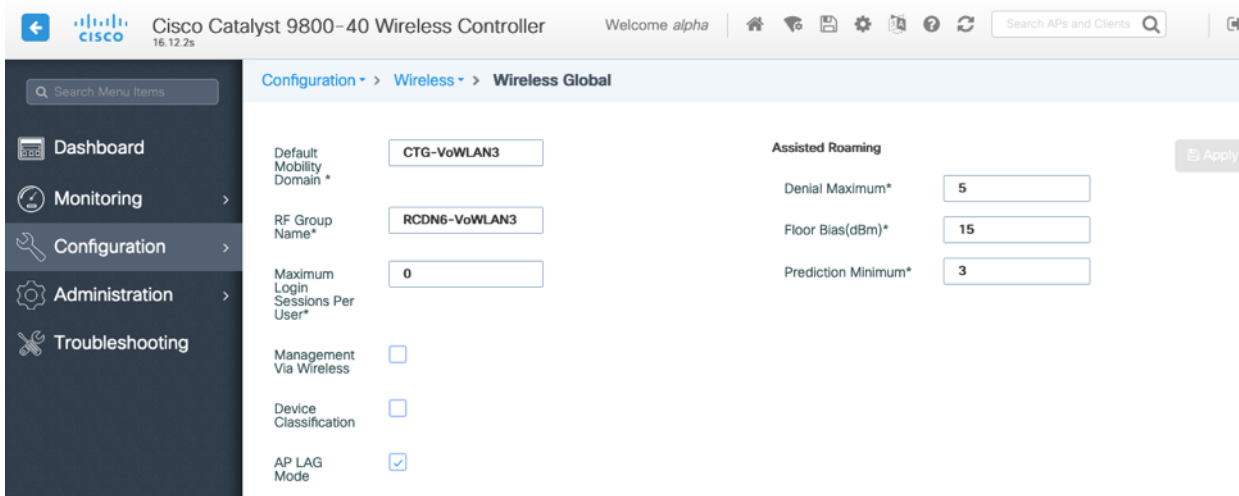 CISCO
Cisco Catalyst 9800-40 Wireless Controller
16.12.2s
Welcome alpha
Search APs and Clients
Search Menu Items
Configuration > Wireless > Wireless Global
Dashboard
Monitoring
Configuration
Administration
Troubleshooting
Default
Mobility
Domain *
CTG-VoWLAN3
RF Group
Name*
RCDN6-VoWLAN3
Maximum
Login
Sessions Per
User*
0
Management
Via Wireless
Device
Classification
AP LAG
Mode
Assisted Roaming
Denial Maximum*
5
Floor Bias(dBm)*
15
Prediction Minimum*
3
Apply